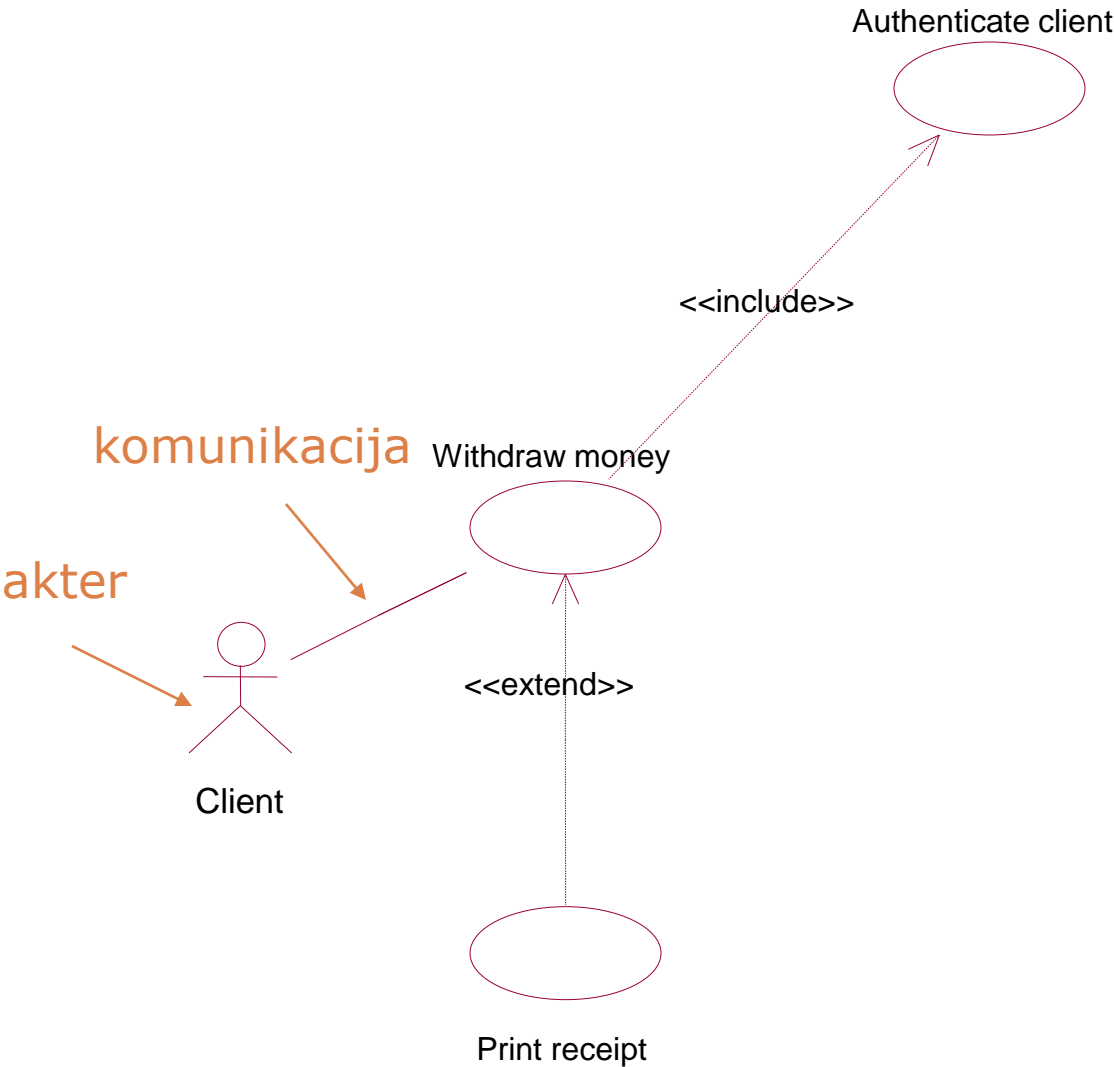 Authenticate client
<<include>>
komunikacija
Withdraw money
akter
<<extend>>
Client
Print receipt